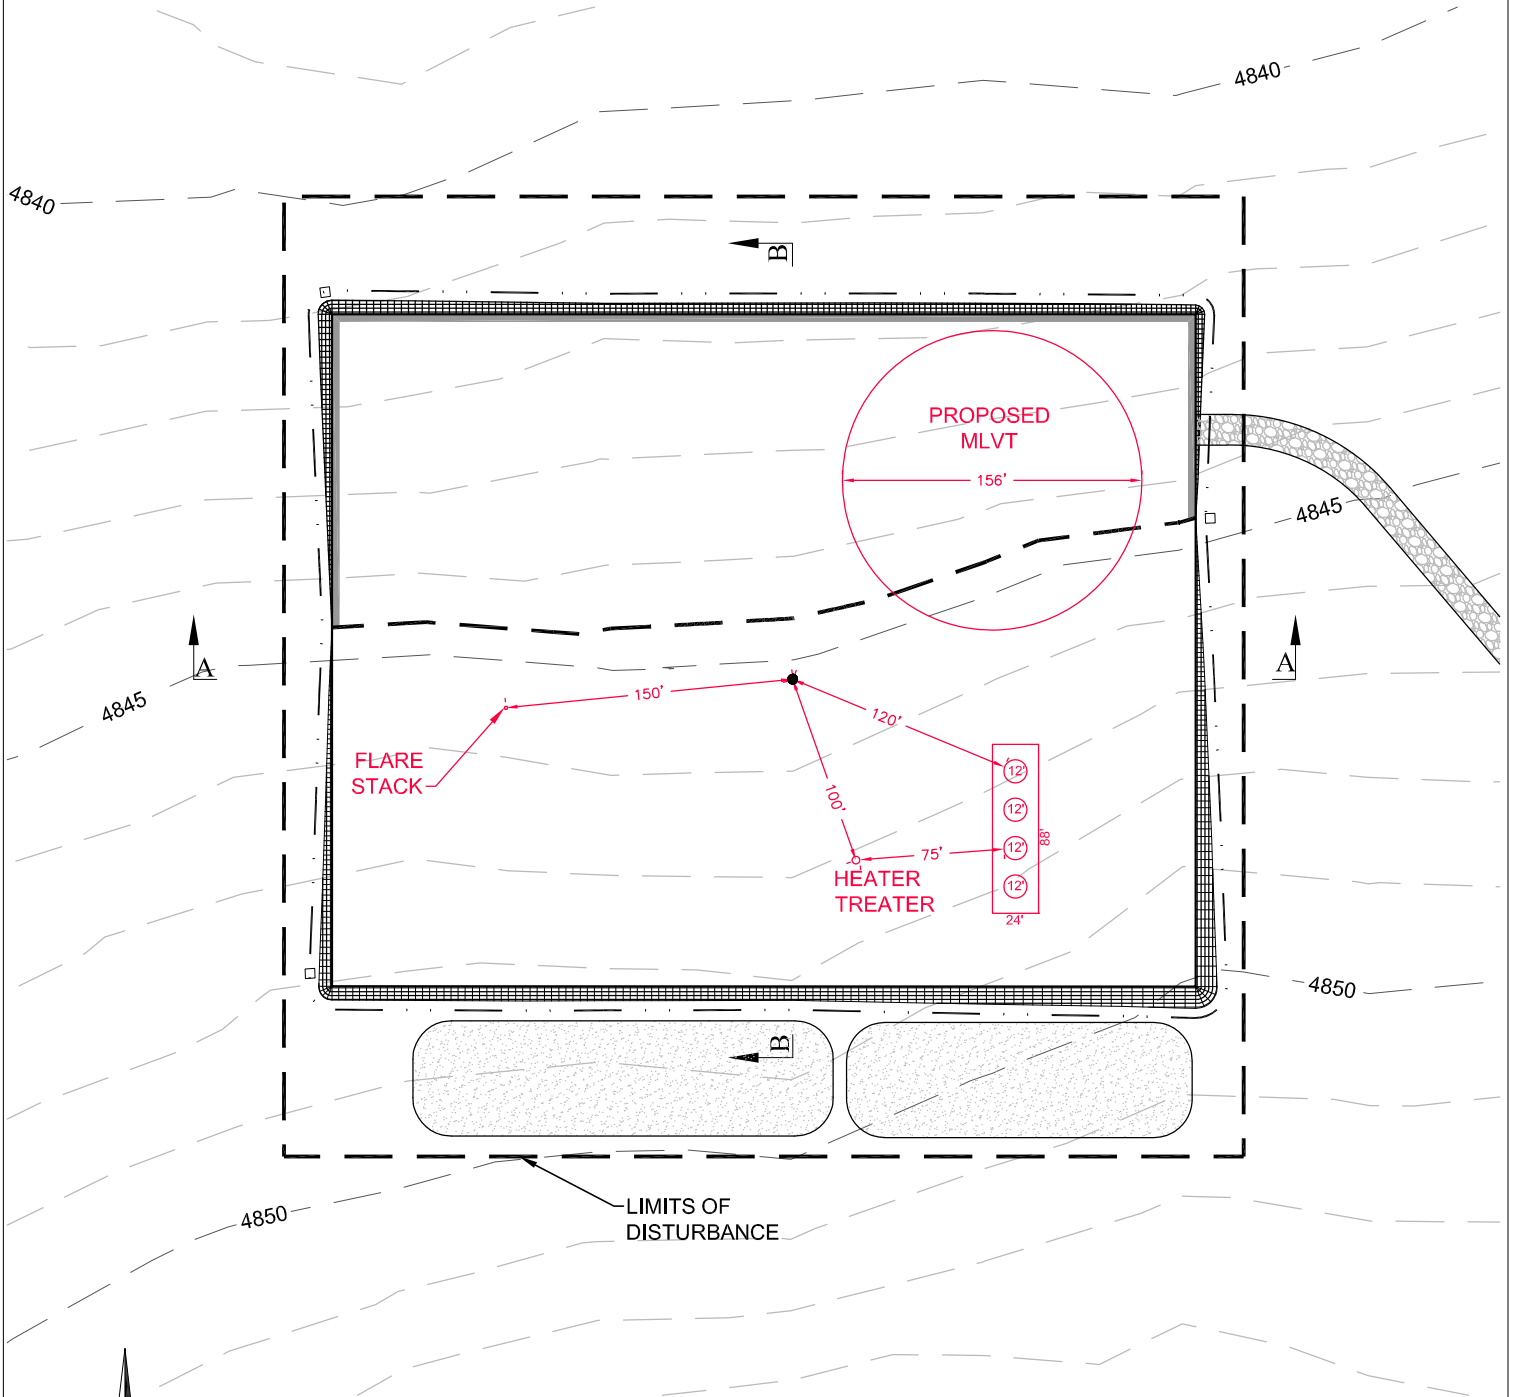 4840
4840
B
PROPOSED
MLVT
156'
4845
A
A
4845
150'
120'
FLARE
STACK
12'
100'
12'
88'
75'
12'
HEATER
TREATER
12'
24'
4850
B
LIMITS OF
DISTURBANCE
4850